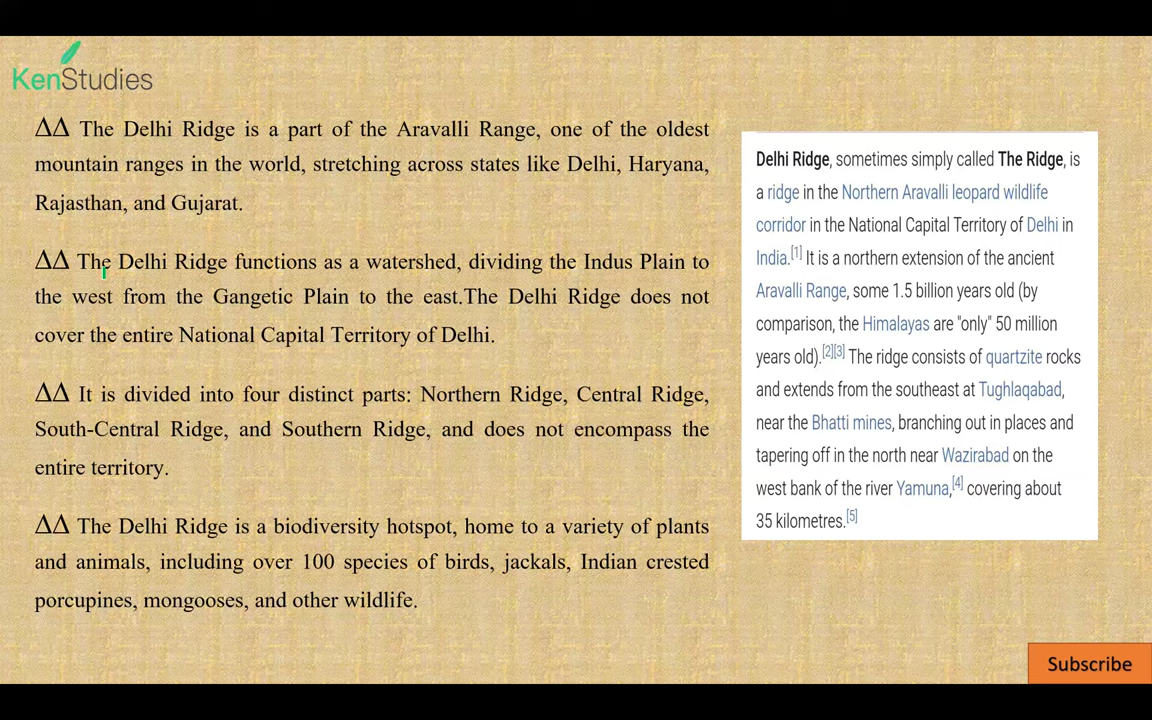 KenStudies
ΔΔ The Delhi Ridge is a part of the Aravalli Range, one of the oldest
mountain ranges in the world, stretching across states like Delhi, Haryana,
Rajasthan, and Gujarat.
ΔΔ The Delhi Ridge functions as a watershed, dividing the Indus Plain to
the west from the Gangetic Plain to the east.The Delhi Ridge does not
cover the entire National Capital Territory of Delhi.
ΔΔ It is divided into four distinct parts: Northern Ridge, Central Ridge,
South-Central Ridge, and Southern Ridge, and does not encompass the
entire territory.
ΔΔ The Delhi Ridge is a biodiversity hotspot, home to a variety of plants
and animals, including over 100 species of birds, jackals, Indian crested
porcupines, mongooses, and other wildlife.
Delhi Ridge, sometimes simply called The Ridge, is
a ridge in the Northern Aravalli leopard wildlife
corridor in the National Capital Territory of Delhi in
India.[1] It is a northern extension of the ancient
Aravalli Range, some 1.5 billion years old (by
comparison, the Himalayas are "only" 50 million
years old).[2][3] The ridge consists of quartzite rocks
and extends from the southeast at Tughlaqabad,
near the Bhatti mines, branching out in places and
tapering off in the north near Wazirabad on the
west bank of the river Yamuna,[4] covering about
35 kilometres.[5]
Subscribe